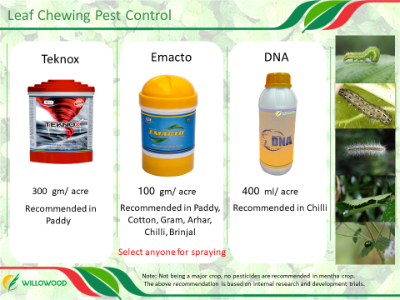 Leaf Chewing Pest Control
Teknox
Emacto
DNA
TEKNOX
EMACTO
DNA
300 gm/ acre
100 gm/ acre
400 ml/ acre
Recommended in
Paddy
Recommended in Paddy,
Cotton, Gram, Arhar,
Chilli, Brinjal
Recommended in Chilli
Select anyone for spraying
WILLOWOOD
Note: Not being a major crop, no pesticides are recommended in mentha crop.
The above recommendation is based on internal research and development trials.